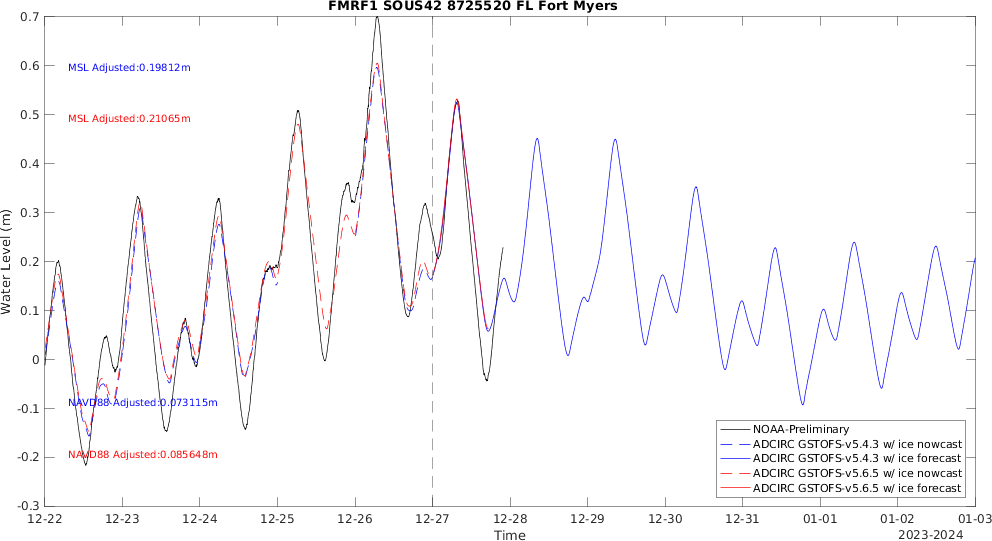 FMRF1 SOUS42 8725520 FL Fort Myers
0.7
0.6
0.5
0.4
0.3
0.2
0.1
0
-0.1
-0.2
-0.3
Water Level (m)
MSL Adjusted:0.19812m
MSL Adjusted:0.21065m
NAVD88 Adjusted:0.073115m
NAVD88 Adjusted:0.085648m
NOAA-Preliminary
ADCIRC GSTOFS-v5.4.3 w/ ice nowcast
ADCIRC GSTOFS-v5.4.3 w/ ice forecast
ADCIRC GSTOFS-v5.6.5 w/ ice nowcast
ADCIRC GSTOFS-v5.6.5 w/ ice forecast
12-22 12-23 12-24 12-25 12-26 12-27 12-28 12-29 12-30 12-31 01-01 01-02 01-03
Time
2023-2024